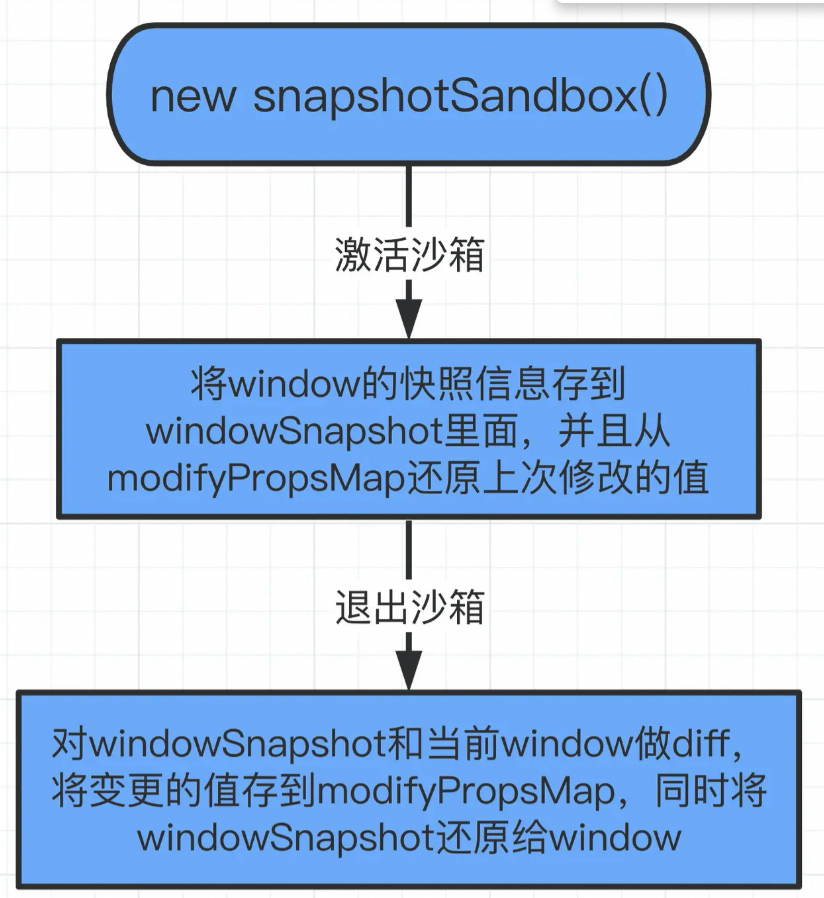 new snapshotSandbox()
激活沙箱
将window的快照信息存到
windowSnapshot里面，并且从
modifyPropsMap还原上次修改的值
退出沙箱
对windowSnapshot和当前window做diff，
将变更的值存到modifyPropsMap，同时将
windowSnapshot还原给window